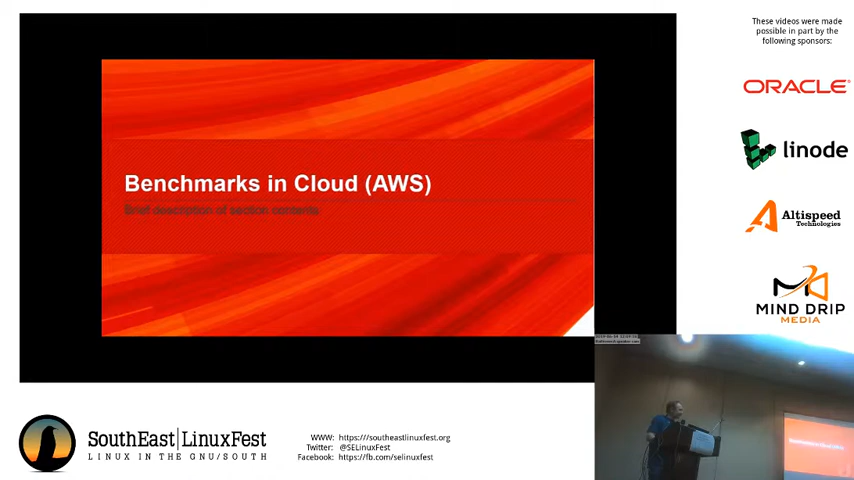 These videos were made
possible in part by the
following sponsors:
ORACLE
linode
Altispeed
Technologies
MIND DRIP
MEDIA
Benchmarks in Cloud (AWS)
Brief description of section contents
SouthEast|LinuxFest
LINUX IN THE GNU/SOUTH
WWW: https:///southeastlinuxfest.org
Twitter: @SELinuxFest
Facebook: https://fb.com/selinuxfest